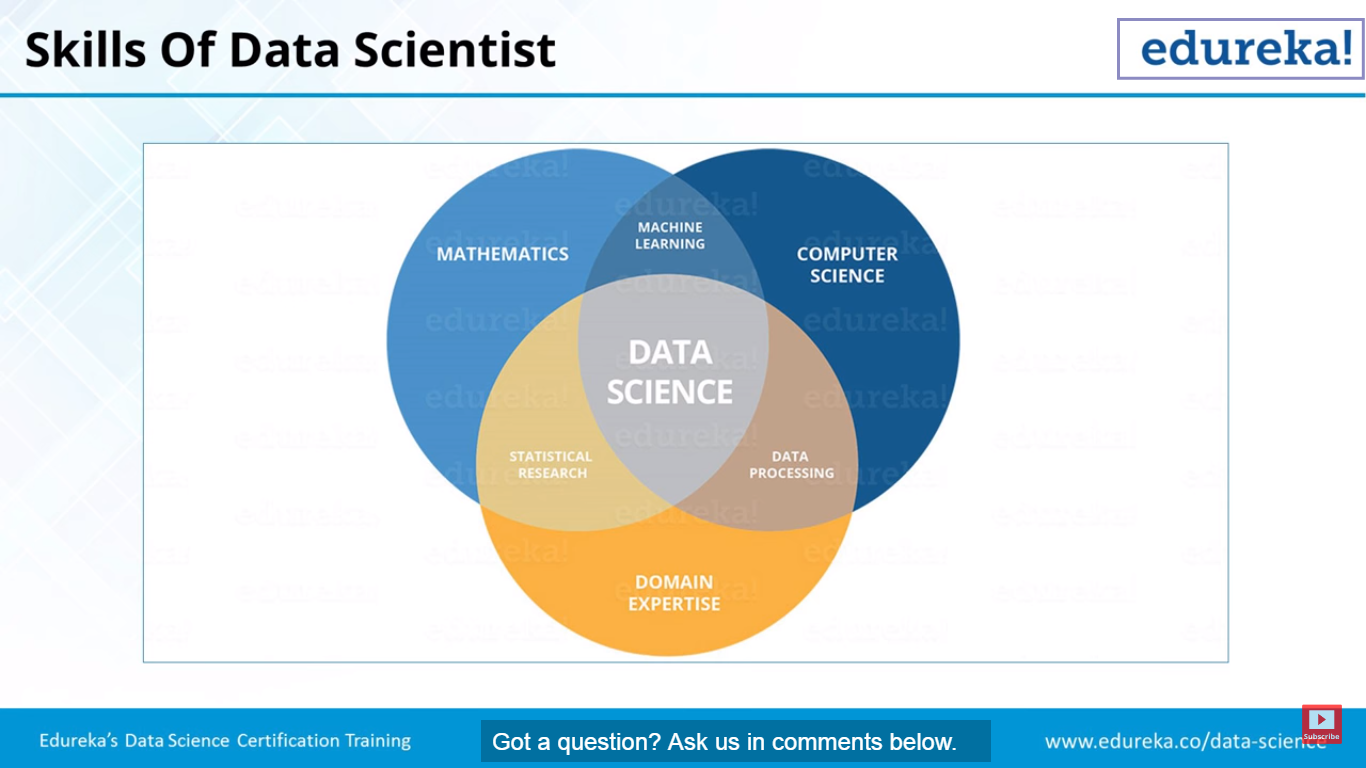 Skills Of Data Scientist
edureka!
MATHEMATICS
MACHINE
LEARNING
COMPUTER
SCIENCE
DATA
SCIENCE
STATISTICAL
RESEARCH
DATA
PROCESSING
DOMAIN
EXPERTISE
Edureka's Data Science Certification Training
Got a question? Ask us in comments below.
www.edureka.co/data-science
Subscribe